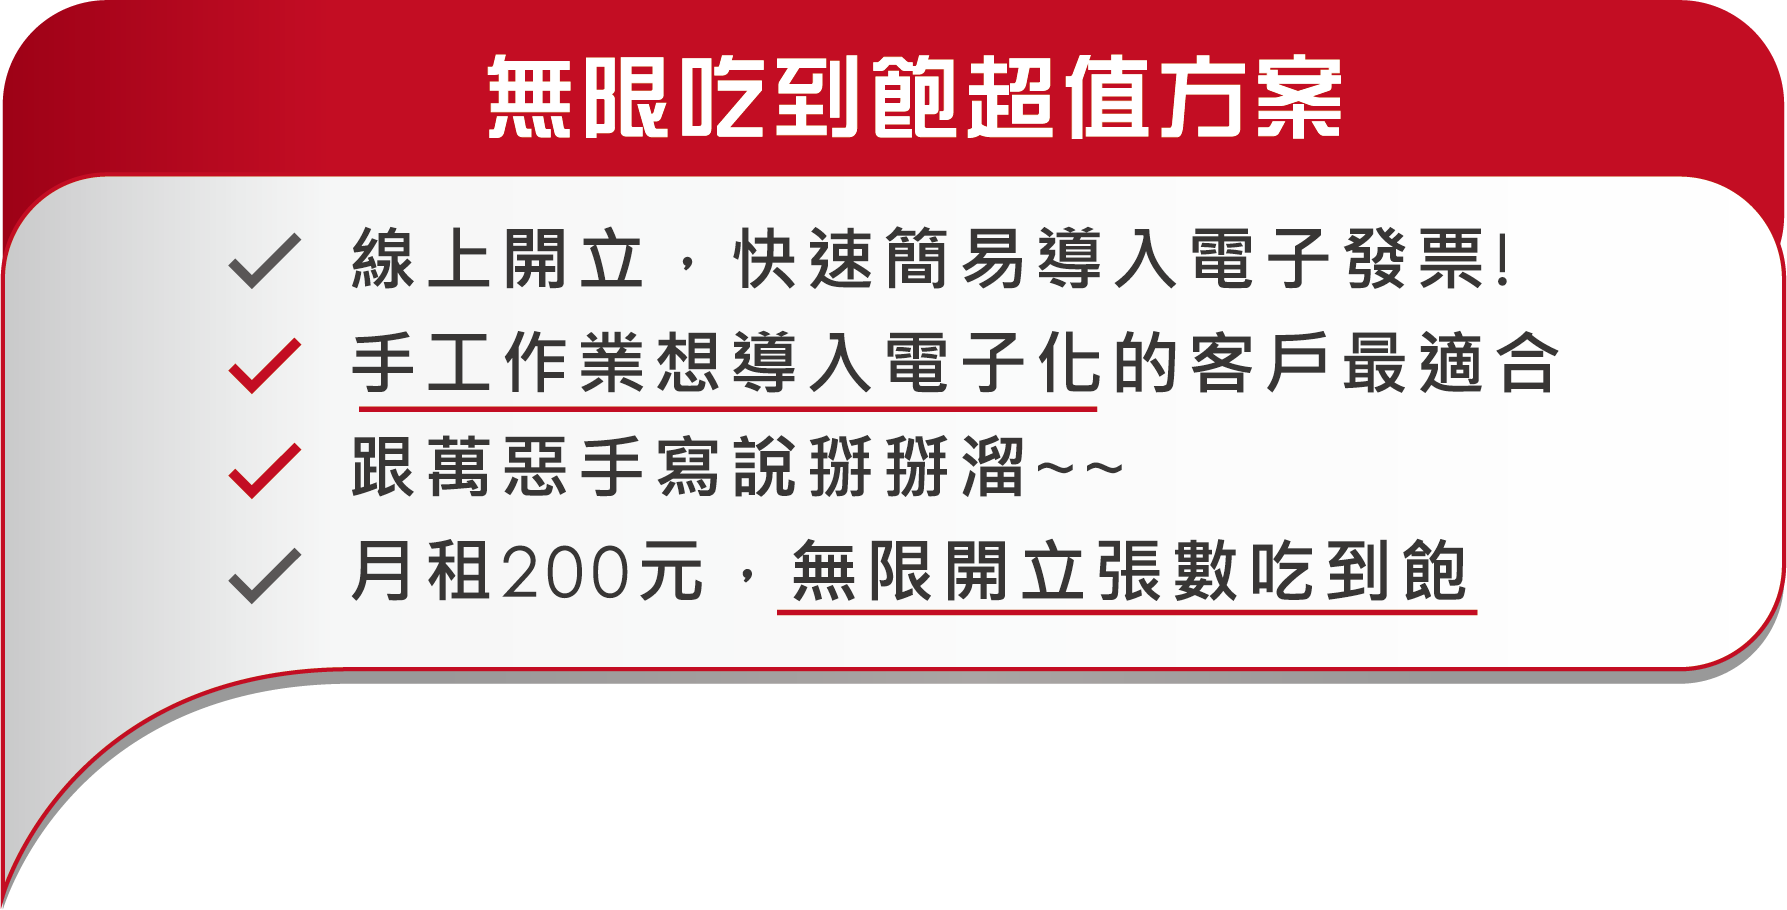 無限吃到飽超值方案
線上開立，快速簡易導入電子發票!
手工作業想導入電子化的客戶最適合
跟萬惡手寫說掰掰溜~~
月租200元，無限開立張數吃到飽